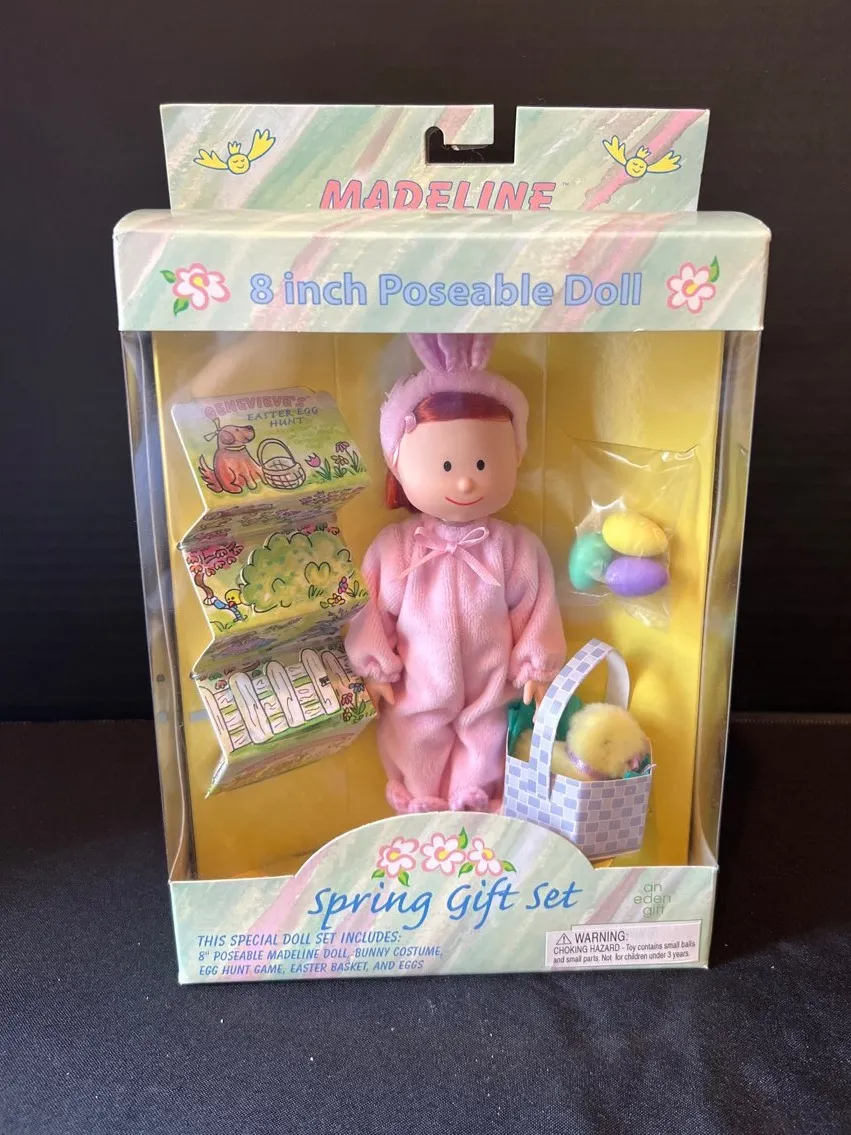 MADELINE™
8 inch Poseable Doll
GENEVIEVE'S
EASTER EGG
HUNT
Spring Gift Set
an
eden
gift
THIS SPECIAL DOLL SET INCLUDES:
8" POSEABLE MADELINE DOLL, BUNNY COSTUME,
EGG HUNT GAME, EASTER BASKET, AND EGGS
WARNING:
CHOKING HAZARD - Toy contains small balls
and small parts. Not for children under 3 years.